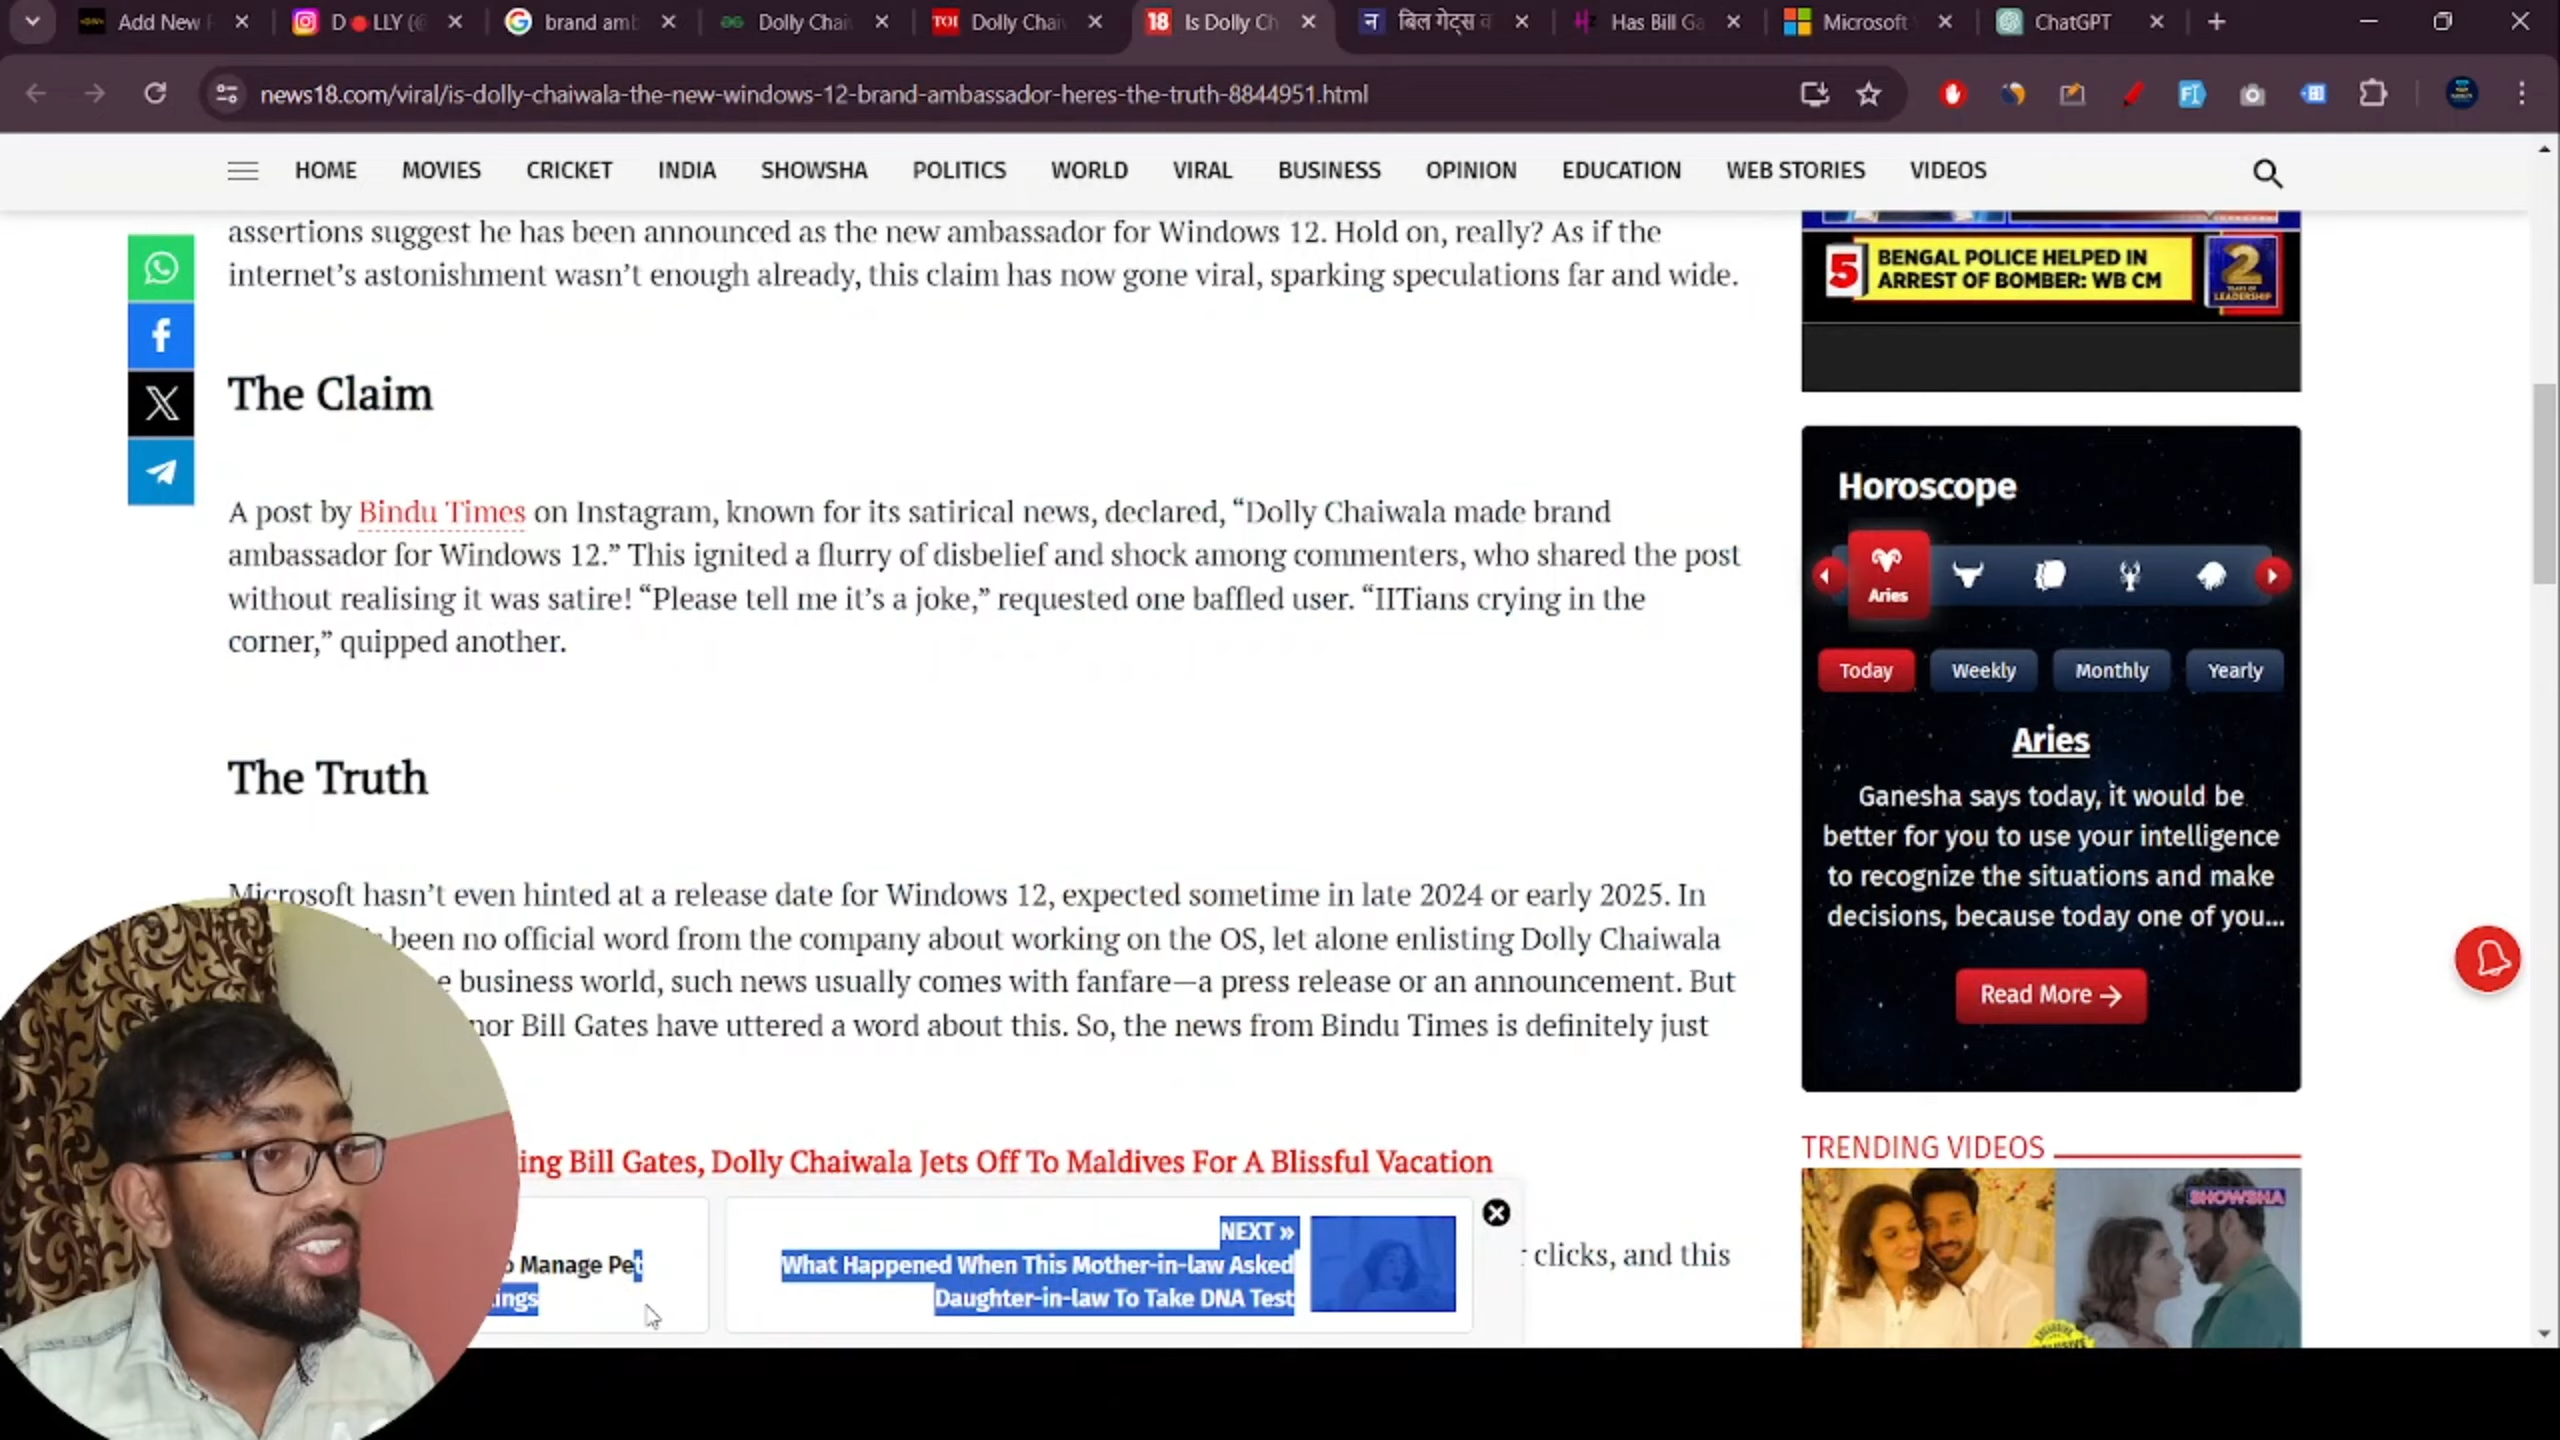 Add New
D LLY (@
brand amb
Dolly Chai
TOI
Dolly Chai
18
Is Dolly Ch
न
बिल गेट्स
Has Bill Ga
Microsoft
ChatGPT
news18.com/viral/is-dolly-chaiwala-the-new-windows-12-brand-ambassador-heres-the-truth-8844951.html
HOME
MOVIES
CRICKET
INDIA
SHOWSHA
POLITICS
WORLD
VIRAL
BUSINESS
OPINION
EDUCATION
WEB STORIES
VIDEOS
assertions suggest he has been announced as the new ambassador for Windows 12. Hold on, really? As if the
internet’s astonishment wasn’t enough already, this claim has now gone viral, sparking speculations far and wide.
The Claim
A post by Bindu Times on Instagram, known for its satirical news, declared, “Dolly Chaiwala made brand
ambassador for Windows 12.” This ignited a flurry of disbelief and shock among commenters, who shared the post
without realising it was satire! “Please tell me it’s a joke,” requested one baffled user. “IITians crying in the
corner,” quipped another.
The Truth
Microsoft hasn’t even hinted at a release date for Windows 12, expected sometime in late 2024 or early 2025. In
been no official word from the company about working on the OS, let alone enlisting Dolly Chaiwala
e business world, such news usually comes with fanfare—a press release or an announcement. But
nor Bill Gates have uttered a word about this. So, the news from Bindu Times is definitely just
ing Bill Gates, Dolly Chaiwala Jets Off To Maldives For A Blissful Vacation
clicks, and this
o Manage Pet
ings
NEXT »
What Happened When This Mother-in-law Asked
Daughter-in-law To Take DNA Test
5
BENGAL POLICE HELPED IN
ARREST OF BOMBER: WB CM
2
YEARS OF
LEADERSHIP
Horoscope
Aries
Today
Weekly
Monthly
Yearly
Aries
Ganesha says today, it would be
better for you to use your intelligence
to recognize the situations and make
decisions, because today one of you...
Read More →
TRENDING VIDEOS
SHOWSHA